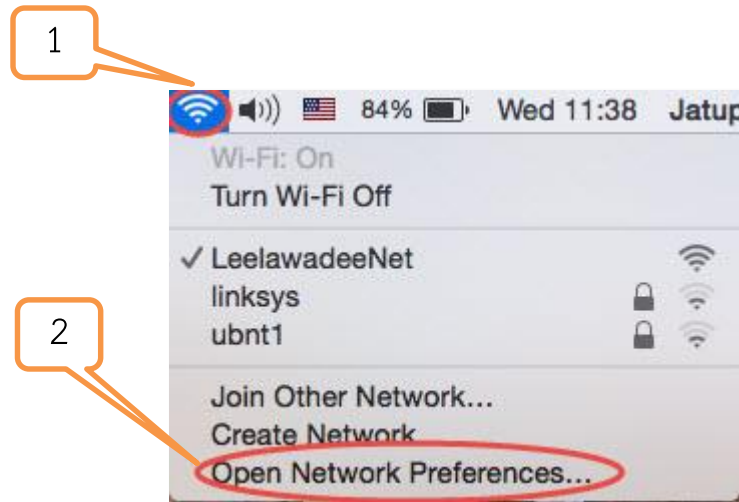 1
84% Wed 11:38 Jatup
Wi-Fi: On
Turn Wi-Fi Off
✓ LeelawadeeNet
linksys
ubnt1
2
Join Other Network...
Create Network
Open Network Preferences...